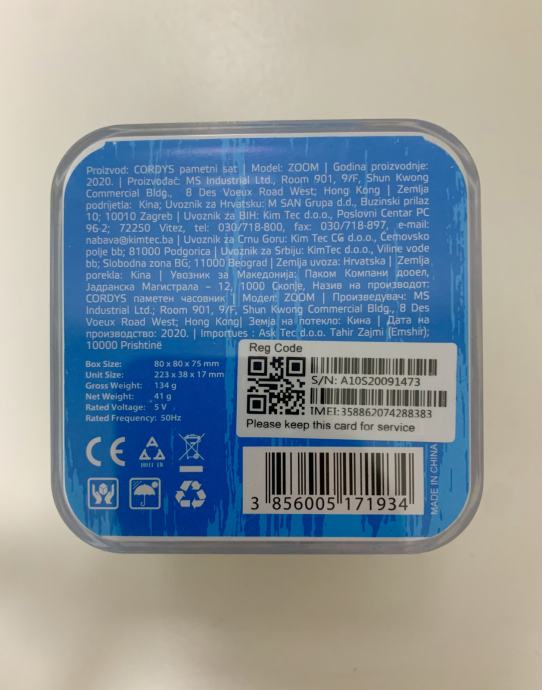 Proizvod: CORDYS pametni sat | Model: ZOOM | Godina proizvodnje:
2020. | Proizvođač: MS Industrial Ltd., Room 901, 9/F, Shun Kwong
Commercial Bldg., 8 Des Voeux Road West; Hong Kong | Zemlja
podrijetla: Kina; Uvoznik za Hrvatsku: M SAN Grupa d.d., Buzinski prilaz
10; 10010 Zagreb | Uvoznik za BIH: Kim Tec d.o.o., Poslovni Centar PC
96-2; 72250 Vitez, tel: 030/718-800, fax: 030/718-897, e-mail:
nabava@kimtec.ba | Uvoznik za Crnu Goru: Kim Tec CG d.o.o., Ćemovsko
polje bb; 81000 Podgorica | Uvoznik za Srbiju: KimTec d.o.o., Viline vode
bb; Slobodna zona BG; 11000 Beograd | Zemlja uvoza: Hrvatska | Zemlja
porekla: Kina | Увозник за Македонија: Паком Компани дооел,
Јадранска Магистрала – 12, 1000 Скопје, Назив на производот:
CORDYS паметен часовник | Модел: ZOOM | Произведувач: MS
Industrial Ltd.; Room 901, 9/F, Shun Kwong Commercial Bldg., 8 Des
Voeux Road West; Hong Kong| Земја на потекло: Кина | Дата на
производство: 2020. | Importues : Ask Tec d.o.o. Tahir Zajmi (Emshir);
10000 Prishtinë
Box Size: 80 x 80 x 75 mm
Unit Size: 223 x 38 x 17 mm
Gross Weight: 134 g
Net Weight: 41 g
Rated Voltage: 5 V
Rated Frequency: 50Hz
Reg Code
S/N: A10S20091473
IMEI:358862074288383
Please keep this card for service
CE
3 856005 171934
MADE IN CHINA